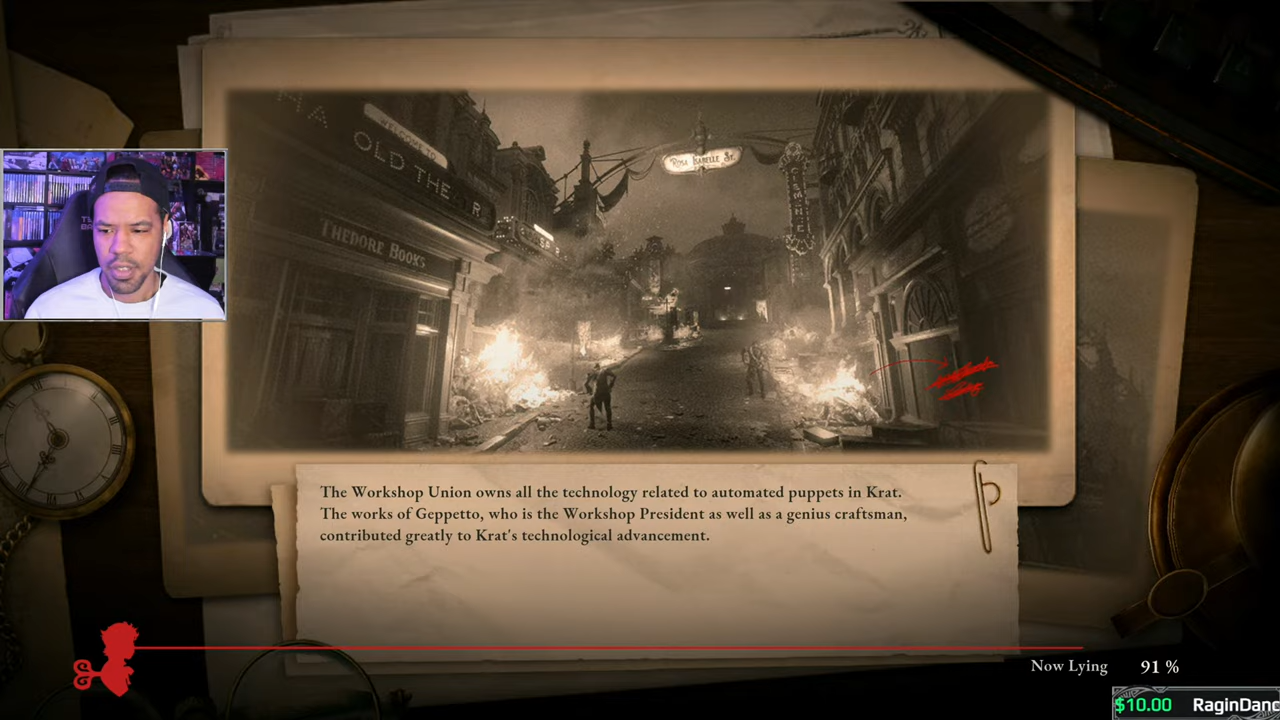 WELCOME TO
OLD THE R
THEDORE BOOKS
ROSA ISABELLE St.
The Workshop Union owns all the technology related to automated puppets in Krat.
The works of Geppetto, who is the Workshop President as well as a genius craftsman,
contributed greatly to Krat's technological advancement.
Now Lying 91 %
$10.00 RaginDanc